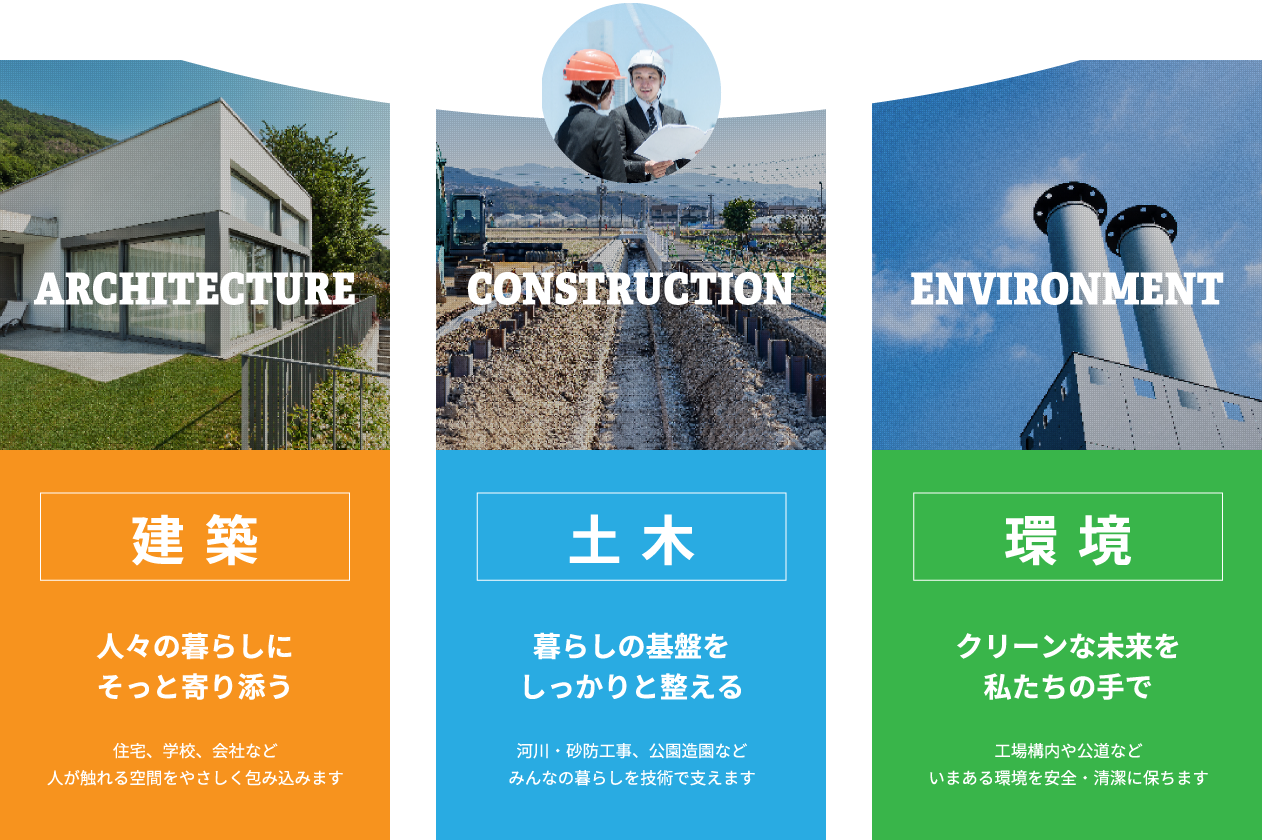 ARCHITECTURE
建築
人々の暮らしに
そっと寄り添う
住宅、学校、会社など
人が触れる空間をやさしく包み込みます
CONSTRUCTION
土木
暮らしの基盤を
しっかりと整える
河川・砂防工事、公園造園など
みんなの暮らしを技術で支えます
ENVIRONMENT
環境
クリーンな未来を
私たちの手で
工場構内や公道など
いまある環境を安全・清潔に保ちます